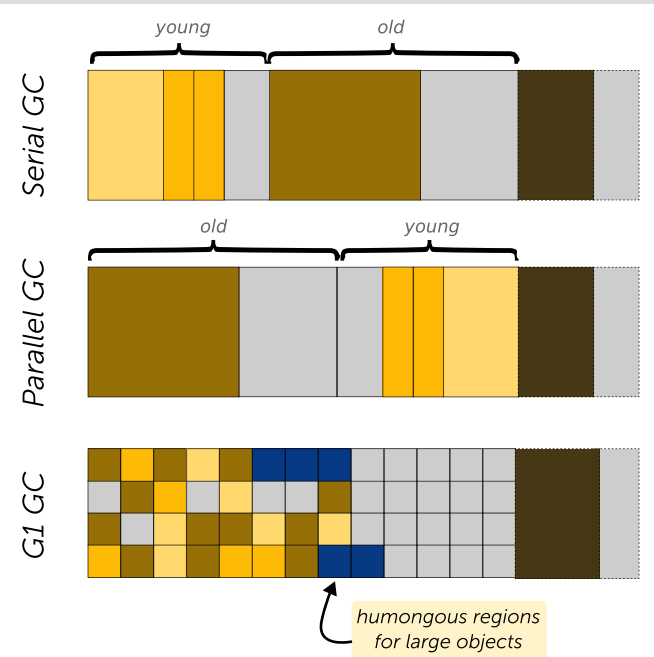 young
old
Serial GC
old
young
Parallel GC
G1 GC
humongous regions
for large objects